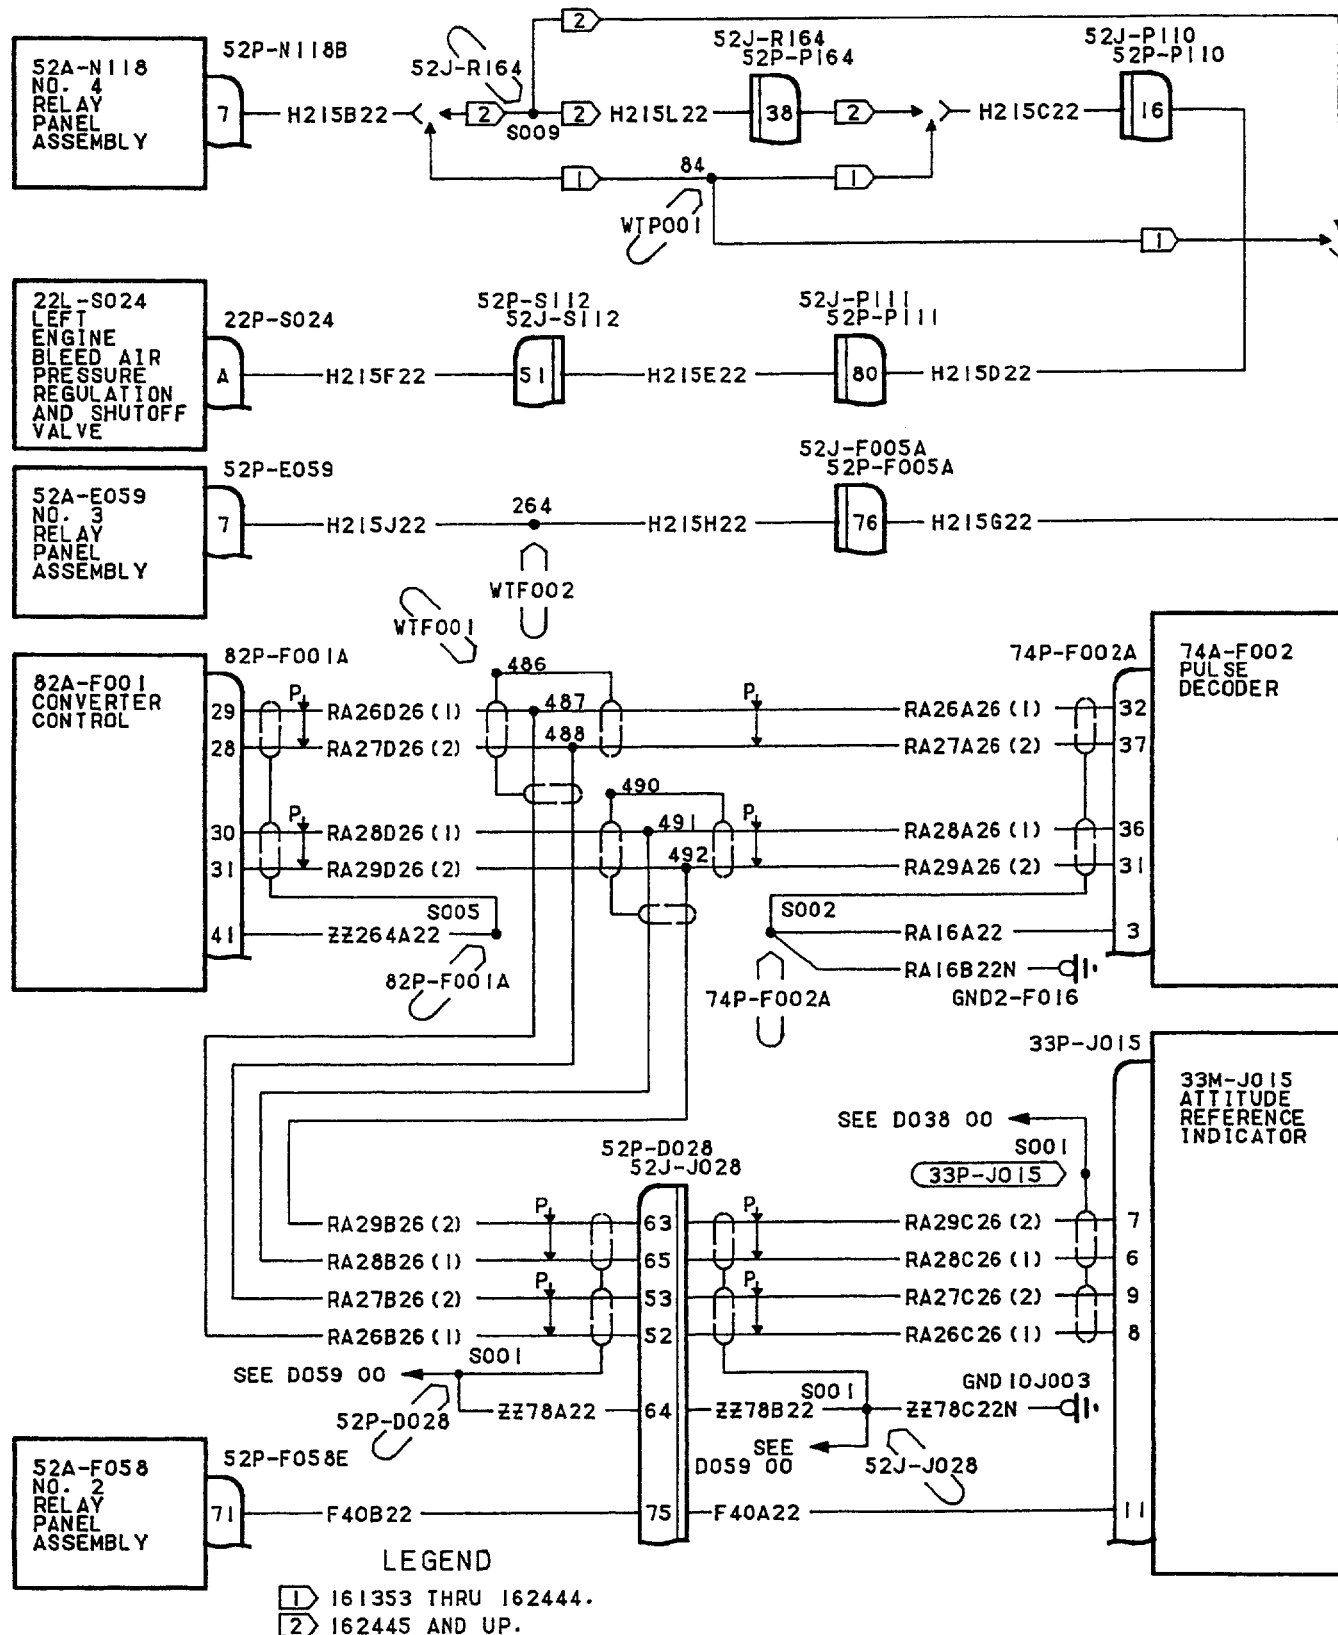 2
52J-R164
52P-P164
52J-P110
52P-P110
52P-N118B
52A-N118
NO. 4
RELAY
PANEL
ASSEMBLY
52J-R164
7
H215B22
2
S009
2
H215L22
38
2
H215C22
16
1
84
1
WTP001
1
22L-S024
LEFT
ENGINE
BLEED AIR
PRESSURE
REGULATION
AND SHUTOFF
VALVE
22P-S024
52P-S112
52J-S112
52J-P111
52P-P111
A
H215F22
51
H215E22
80
H215D22
52A-E059
NO. 3
RELAY
PANEL
ASSEMBLY
52P-E059
52J-F005A
52P-F005A
7
H215J22
264
H215H22
76
H215G22
WTF002
WTF001
82A-F001
CONVERTER
CONTROL
82P-F001A
486
74P-F002A
74A-F002
PULSE
DECODER
29
P
RA26D26(1)
487
P
RA26A26(1)
32
28
RA27D26(2)
488
RA27A26(2)
37
490
30
P
RA28D26(1)
491
P
RA28A26(1)
36
31
RA29D26(2)
492
RA29A26(2)
31
S005
S002
41
ZZ264A22
RA16A22
3
82P-F001A
74P-F002A
RA16B22N
GND2-F016
33P-J015
33M-J015
ATTITUDE
REFERENCE
INDICATOR
SEE D038 00
S001
33P-J015
52P-D028
52J-J028
RA29B26(2)
P
63
P
RA29C26(2)
7
RA28B26(1)
65
RA28C26(1)
6
RA27B26(2)
P
53
P
RA27C26(2)
9
RA26B26(1)
52
RA26C26(1)
8
S001
SEE D059 00
S001
GND10J003
52P-D028
ZZ78A22
64
ZZ78B22
ZZ78C22N
SEE
D059 00
52J-J028
52A-F058
NO. 2
RELAY
PANEL
ASSEMBLY
52P-F058E
71
F40B22
75
F40A22
11
LEGEND
1 161353 THRU 162444.
2 162445 AND UP.